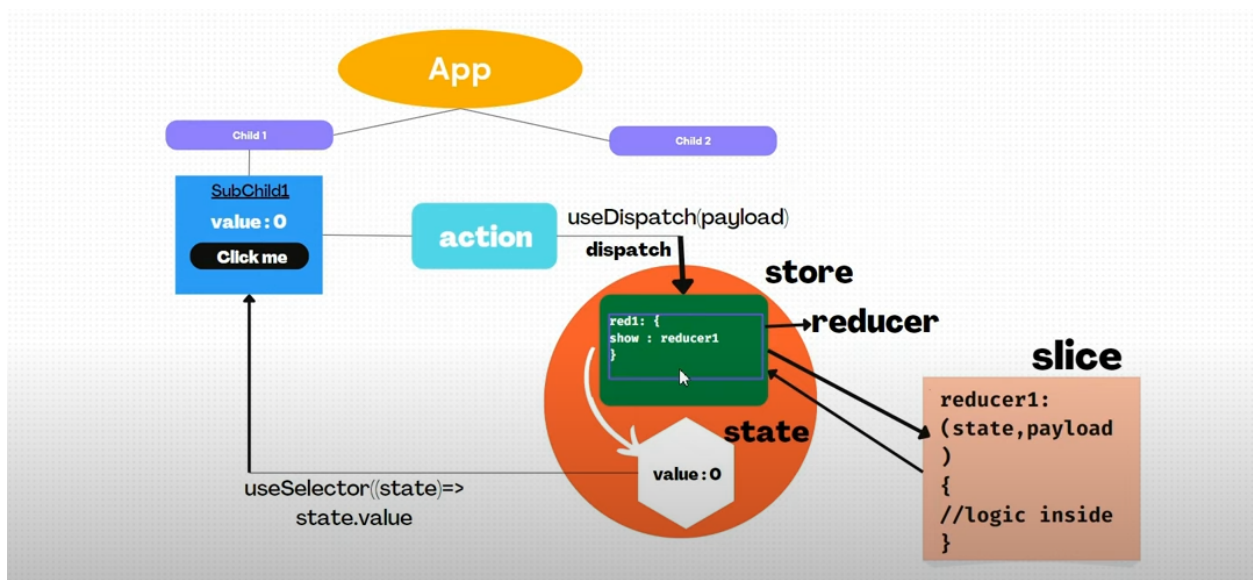 App
Child 1
Child 2
SubChild1
value : 0
Click me
action
useDispatch(payload)
dispatch
store
red1: {
show : reducer1
}
reducer
slice
reducer1:
(state,payload
)
{
//logic inside
}
state
value : 0
useSelector((state)=>
state.value